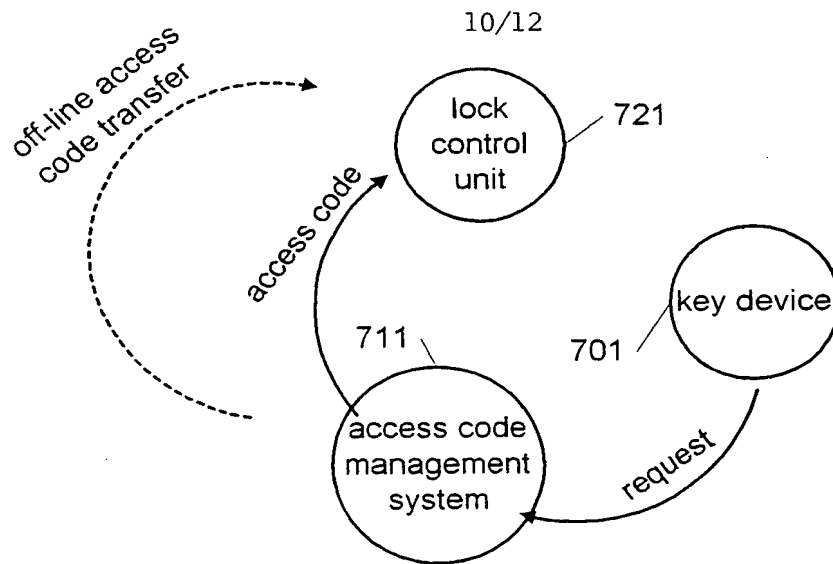 10/12
off-line access
code transfer
lock
control
unit
721
access code
key device
701
711
access code
management
system
request